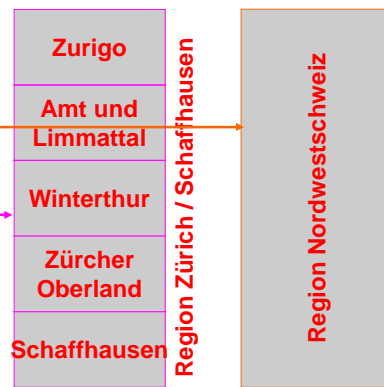 Zurigo
Amt und
Limmattal
Winterthur
Zürcher
Oberland
Schaffhausen
Region Zürich / Schaffhausen
Region Nordwestschweiz